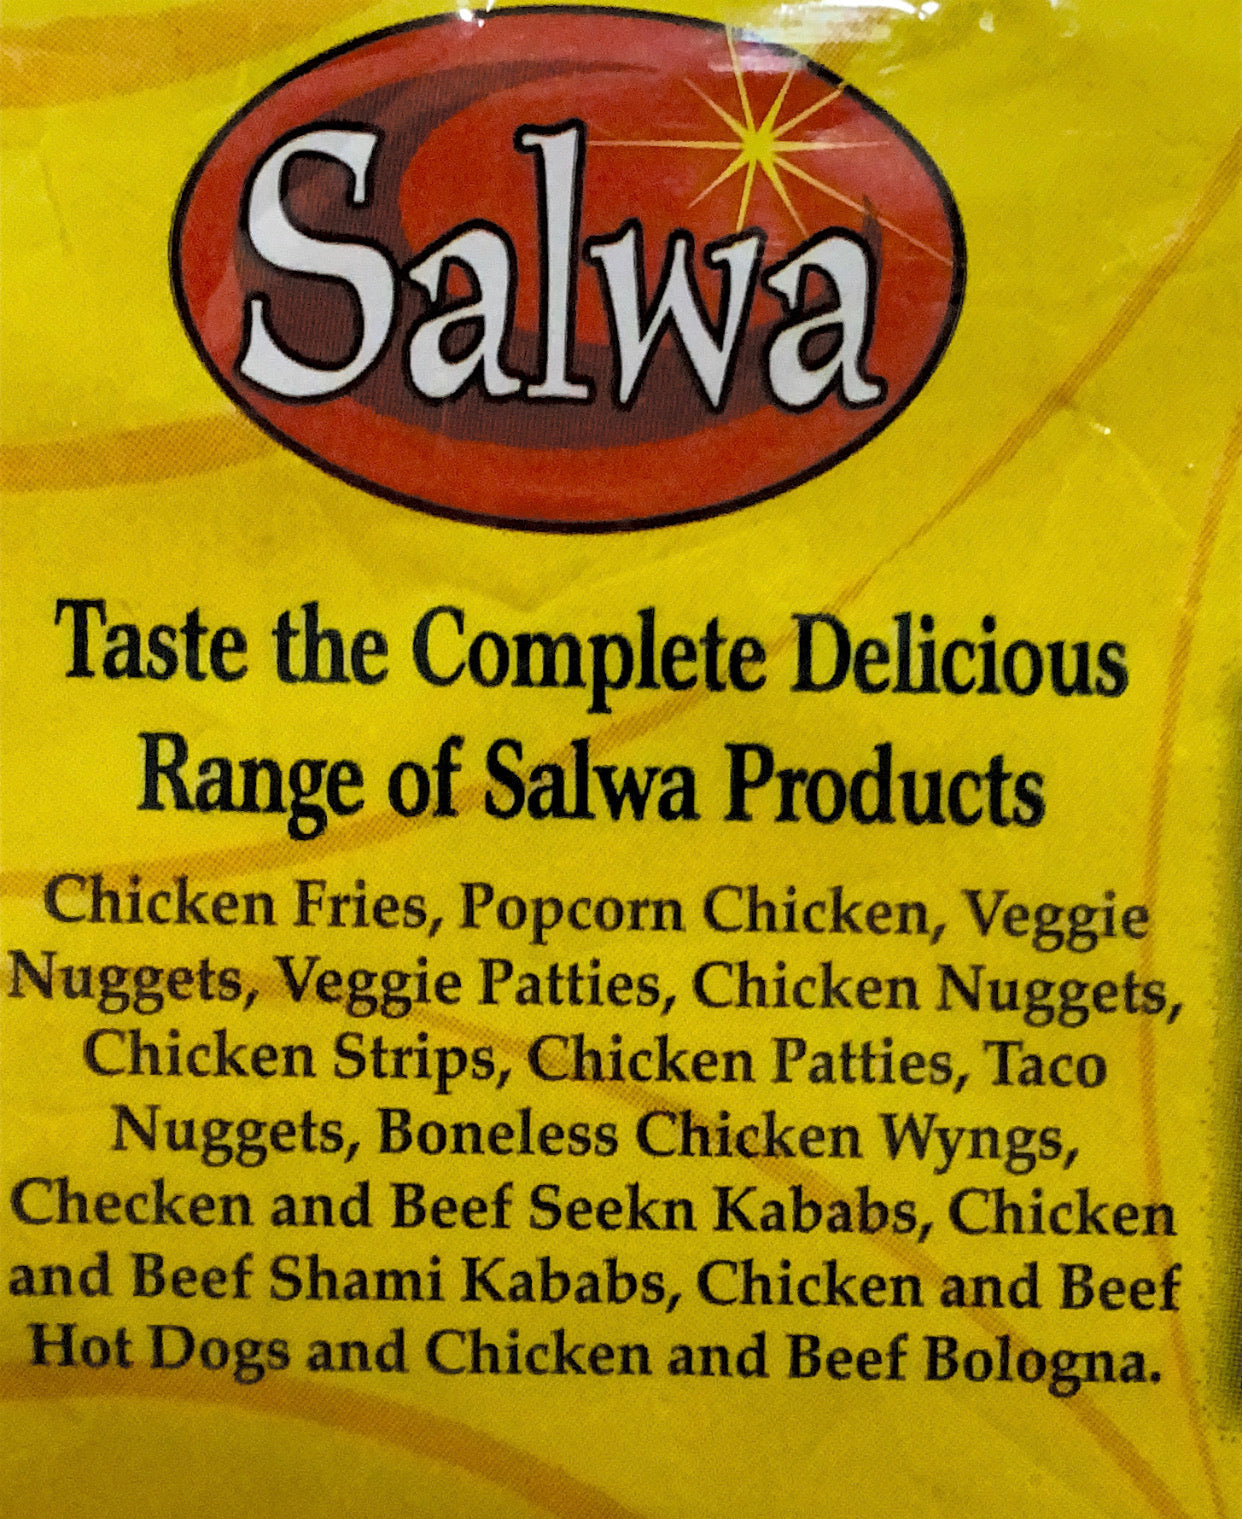 Salwa
Taste the Complete Delicious
Range of Salwa Products
Chicken Fries, Popcorn Chicken, Veggie
Nuggets, Veggie Patties, Chicken Nuggets,
Chicken Strips, Chicken Patties, Taco
Nuggets, Boneless Chicken Wyngs,
Checken and Beef Seekn Kababs, Chicken
and Beef Shami Kababs, Chicken and Beef
Hot Dogs and Chicken and Beef Bologna.